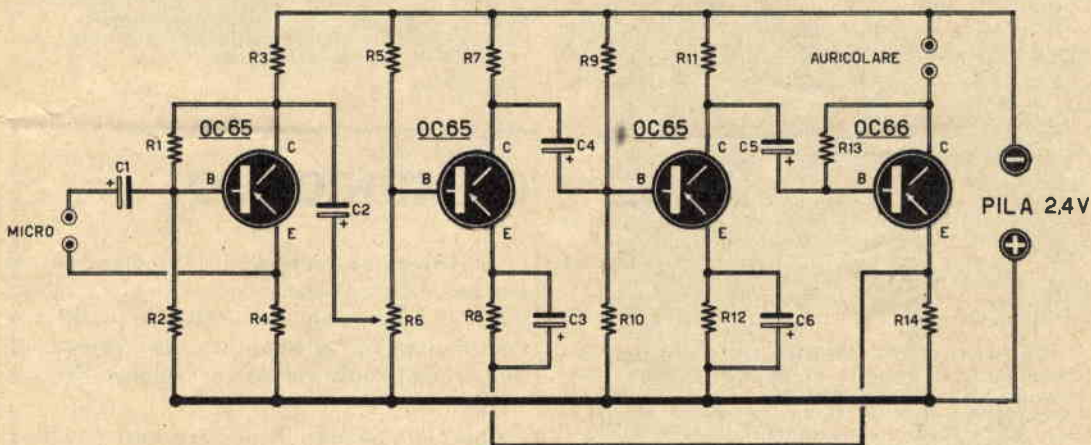 R3
R5
R7
R9
R11
AURICOLARE
R1
OC65
OC65
C4
OC65
C5
R13
OC66
C1
B
C
C2
B
C
B
C
B
C
MICRO
E
E
E
E
PILA 2,4V
R2
R4
R6
R8
C3
R10
R12
C6
R14
+
+
+
+
+
+
-
+